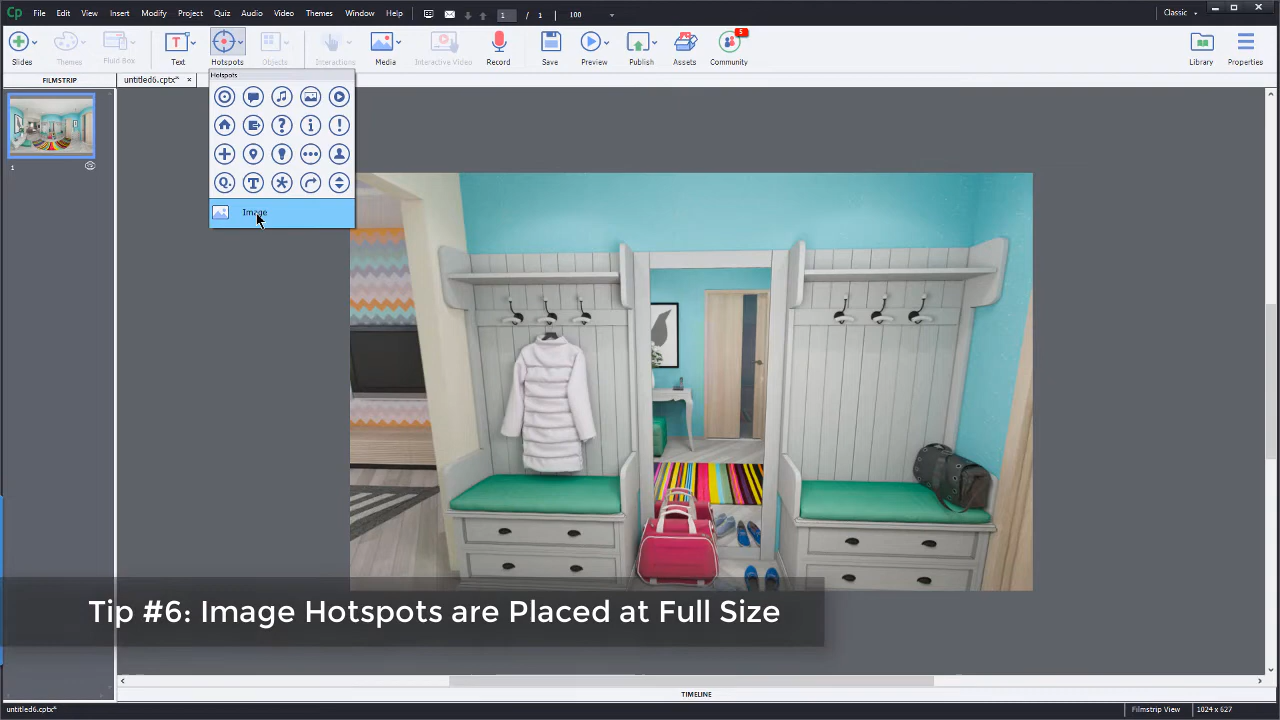 Cp File Edit View Insert Modify Project Quiz Audio Video Themes Window Help 1 / 1 100 Classic
Slides Themes Fluid Box Text Hotspots Objects Interactions Media Interactive Video Record Save Preview Publish Assets Community 5 Library Properties
FILMSTRIP untitled6.cptx* ×
Hotspots
Q.
T
Image
1
Tip #6: Image Hotspots are Placed at Full Size
TIMELINE
untitled6.cptx* Filmstrip View 1024 x 627